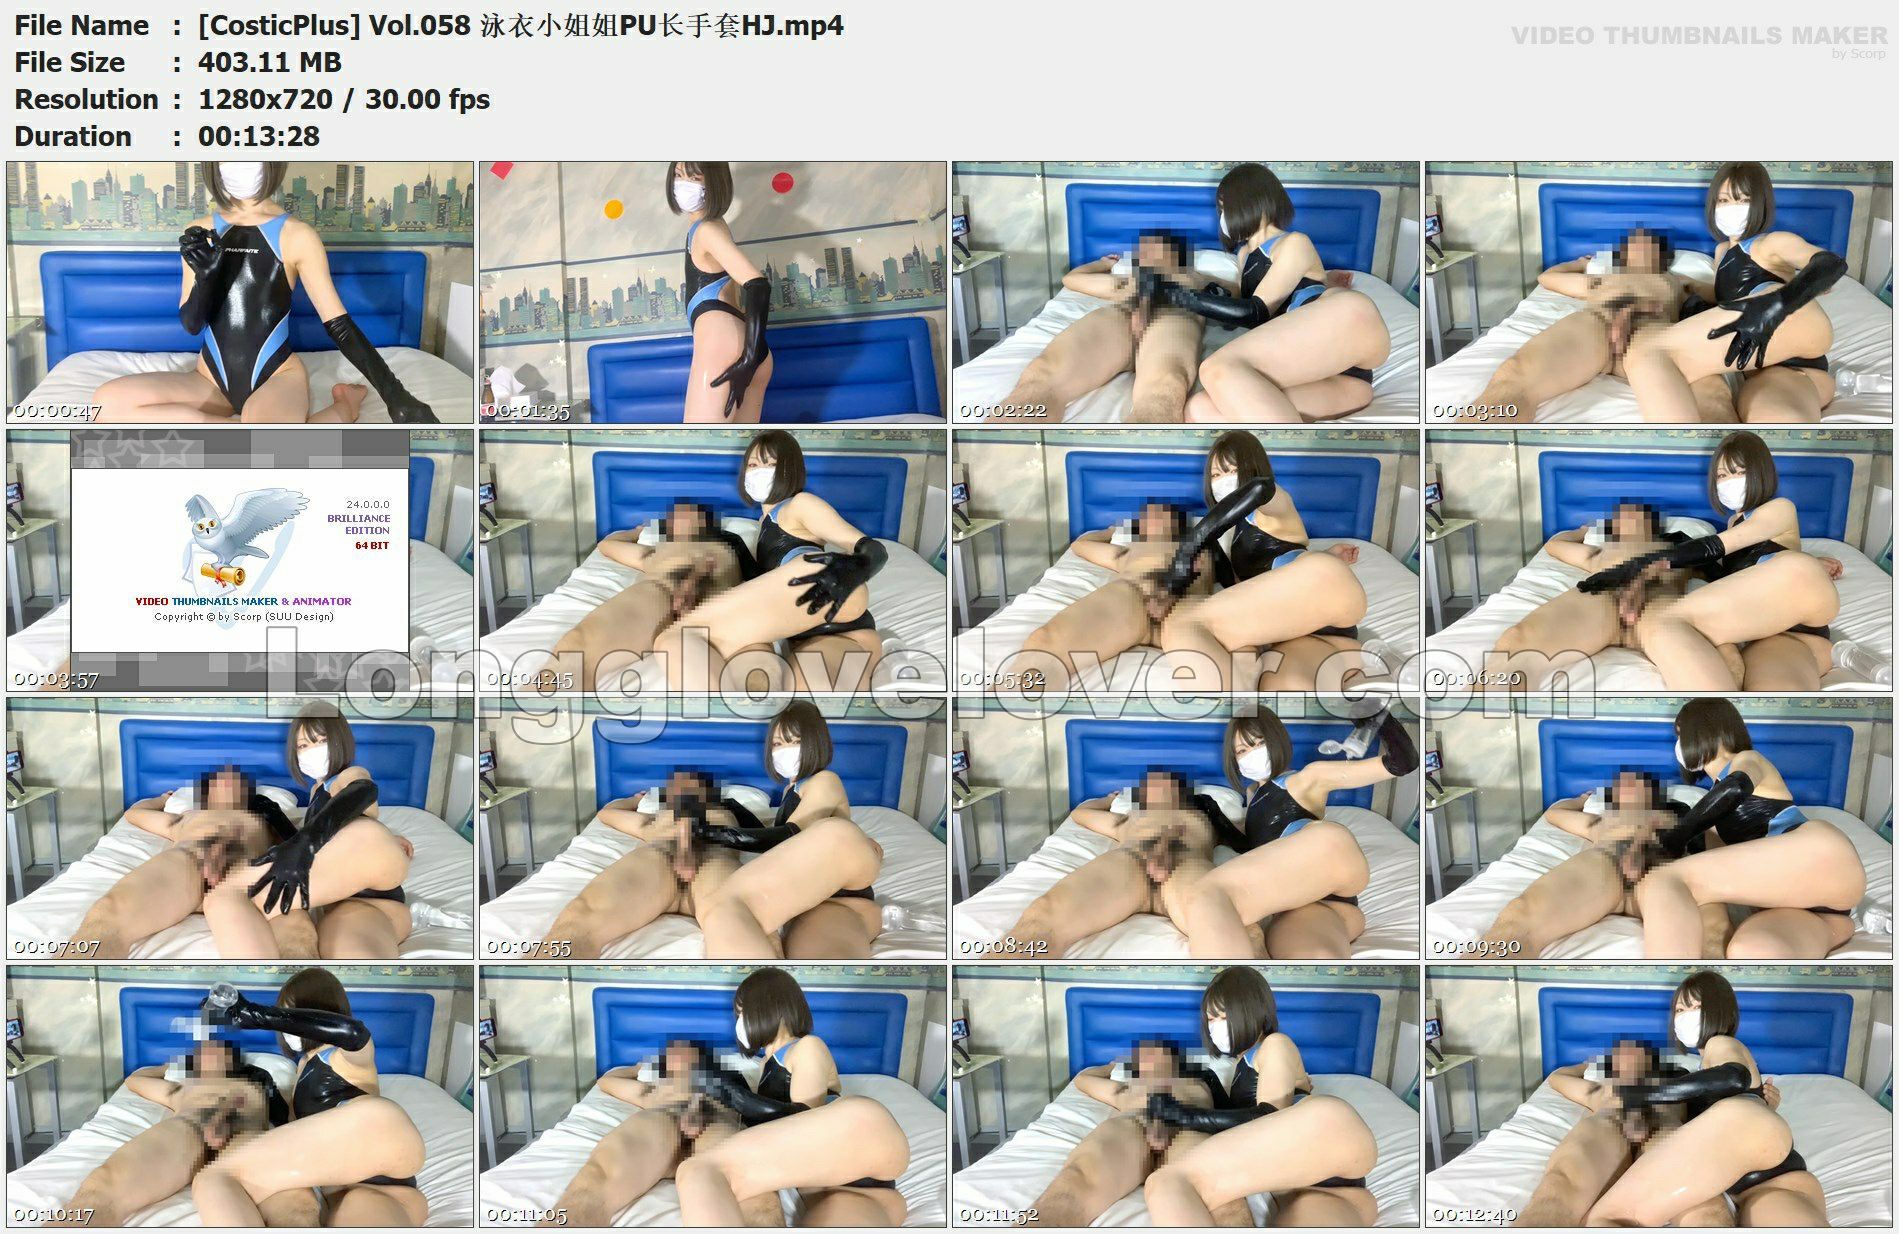 File Name : [CosticPlus] Vol.058 泳衣小姐姐PU长手套HJ.mp4
File Size : 403.11 MB
Resolution : 1280x720 / 30.00 fps
Duration : 00:13:28
VIDEO THUMBNAILS MAKER
by Scorp
PHARFAITE
00:00:47
00:01:35
00:02:22
00:03:10
24.0.0.0
BRILLIANCE
EDITION
64 BIT
VIDEO THUMBNAILS MAKER & ANIMATOR
Copyright © by Scorp (SUU Design)
00:03:57
00:04:45
00:05:32
00:06:20
Longglovelover.com
00:07:07
00:07:55
00:08:42
00:09:30
00:10:17
00:11:05
00:11:52
00:12:40